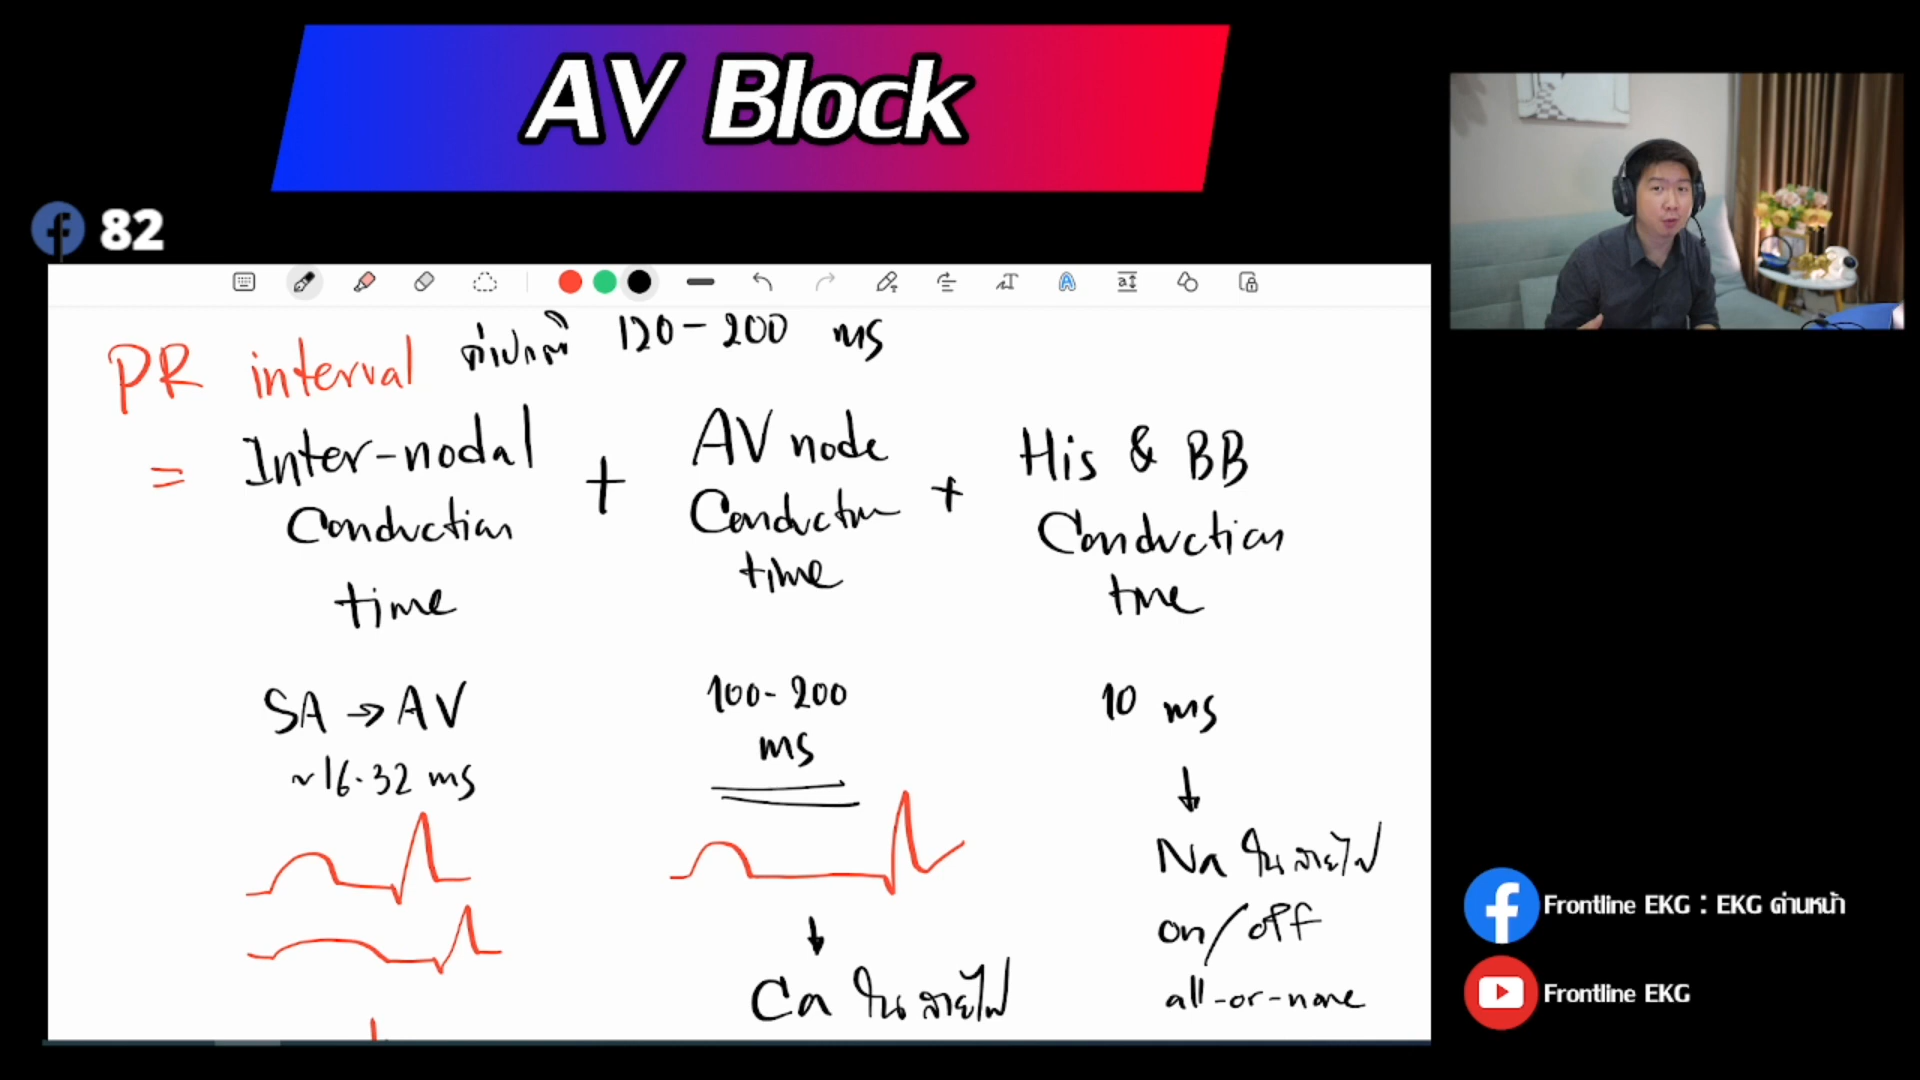 AV Block
82
PR interval ค่าปกติ 120-200 ms
= Inter-nodal Conduction time + AV node Conduction time + His & BB Conduction time
SA → AV
~16-32 ms
100-200
ms
10 ms
↓
Na ในสายไฟ
on/off
all-or-none
↓
Ca ในสายไฟ
Frontline EKG : EKG ด่านหน้า
Frontline EKG